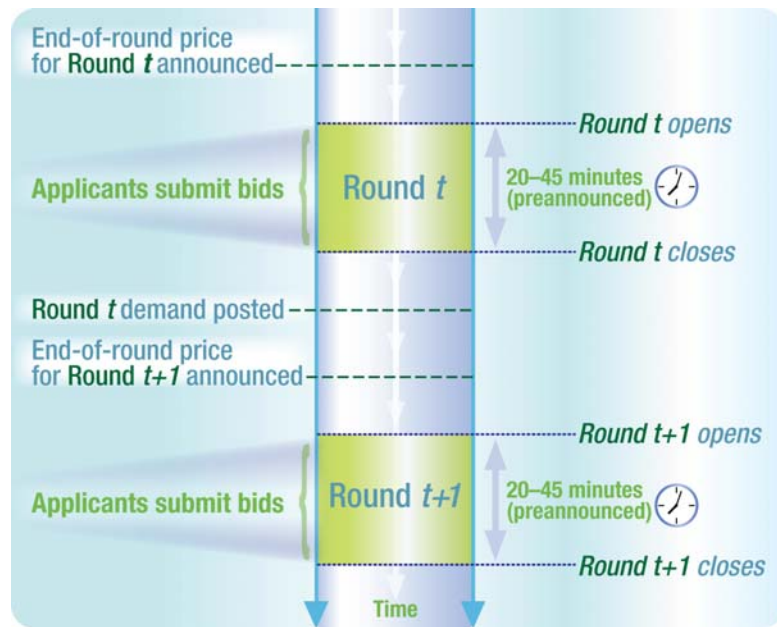 End-of-round price
for Round t announced
Round t opens
Applicants submit bids
Round t
20–45 minutes
(preannounced)
Round t closes
Round t demand posted
End-of-round price
for Round t+1 announced
Round t+1 opens
Applicants submit bids
Round t+1
20–45 minutes
(preannounced)
Round t+1 closes
Time